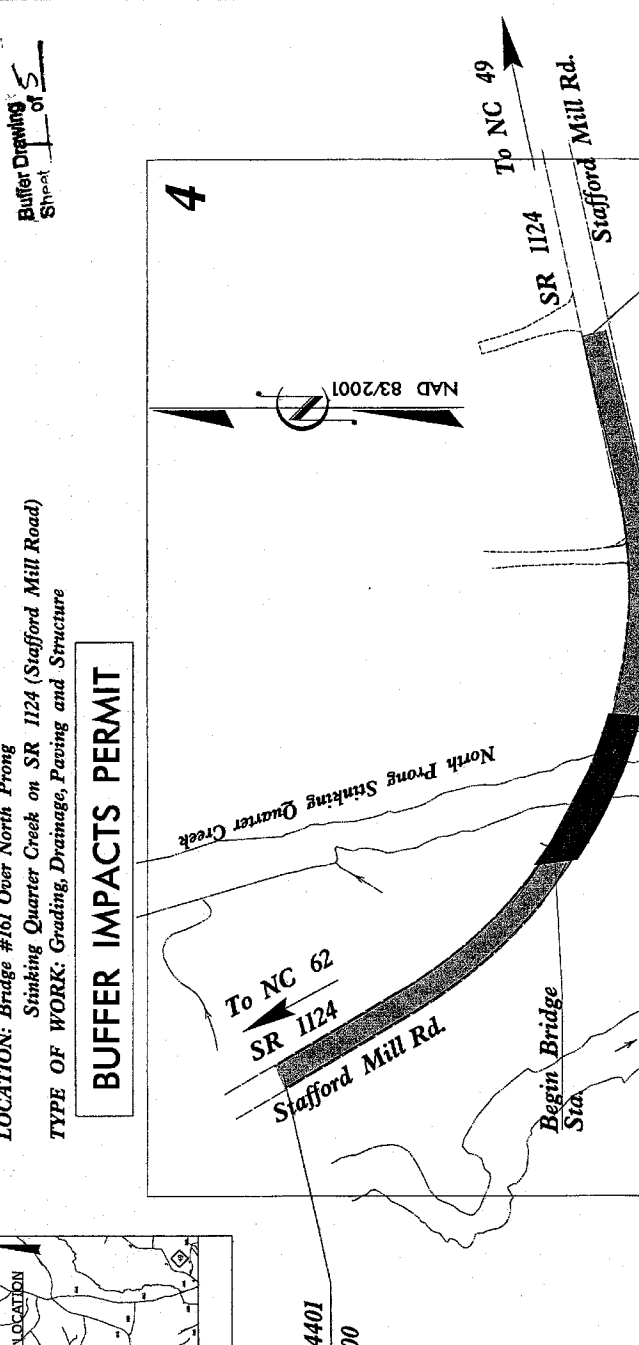 Buffer Drawing
Sheet 1 of 5
LOCATION: Bridge #161 Over North Prong
Stinking Quarter Creek on SR 1124 (Stafford Mill Road)
TYPE OF WORK: Grading, Drainage, Paving and Structure
BUFFER IMPACTS PERMIT
4
To NC 49
SR 1124
Stafford Mill Rd.
NAD 83/2001
North Prong Stinking Quarter Creek
To NC 62
SR 1124
Stafford Mill Rd.
Begin Bridge
Sta.
LOCATION
4401
00